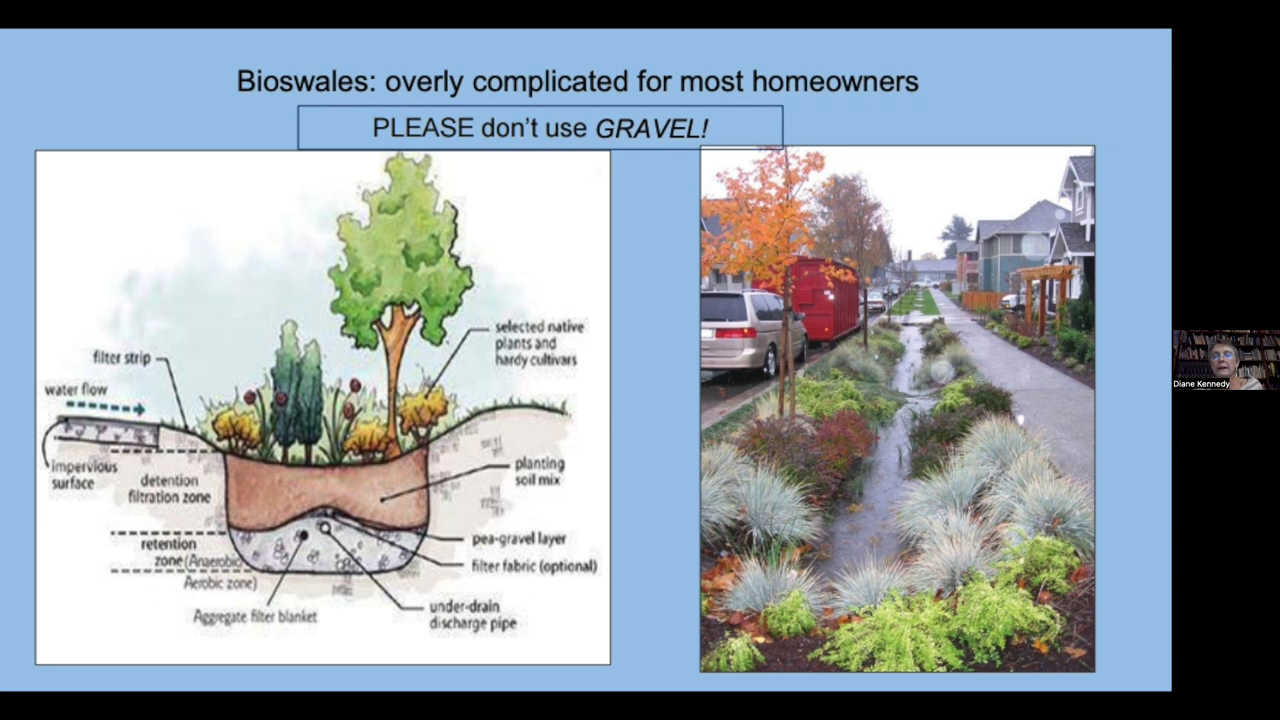 Bioswales: overly complicated for most homeowners
PLEASE don't use GRAVEL!
selected native
plants and
hardy cultivars
filter strip
water flow
impervious
surface
detention
filtration zone
planting
soil mix
retention
zone (Anaerobic/
Aerobic zone)
pea-gravel layer
filter fabric (optional)
Aggregate filter blanket
under-drain
discharge pipe
Diane Kennedy